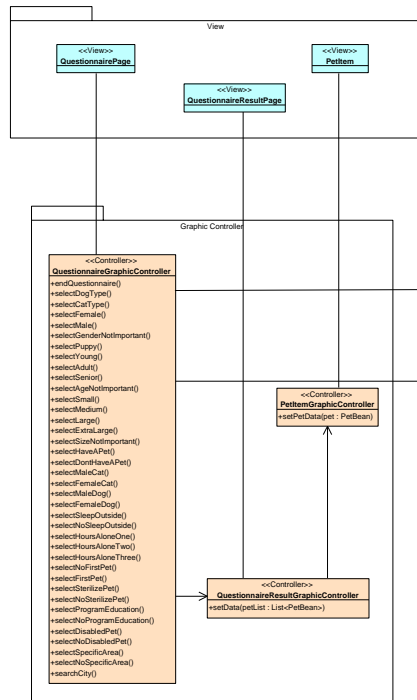 View
<<View>>
QuestionnairePage
<<View>>
PetItem
<<View>>
QuestionnaireResultPage
Graphic Controller
<<Controller>>
QuestionnaireGraphicController
+endQuestionnaire()
+selectDogType()
+selectCatType()
+selectFemale()
+selectMale()
+selectGenderNotImportant()
+selectPuppy()
+selectYoung()
+selectAdult()
+selectSenior()
+selectAgeNotImportant()
+selectSmall()
+selectMedium()
+selectLarge()
+selectExtraLarge()
+selectSizeNotImportant()
+selectHaveAPet()
+selectDontHaveAPet()
+selectMaleCat()
+selectFemaleCat()
+selectMaleDog()
+selectFemaleDog()
+selectSleepOutside()
+selectNoSleepOutside()
+selectHoursAloneOne()
+selectHoursAloneTwo()
+selectHoursAloneThree()
+selectNoFirstPet()
+selectFirstPet()
+selectSterilizePet()
+selectNoSterilizePet()
+selectProgramEducation()
+selectNoProgramEducation()
+selectDisabledPet()
+selectNoDisabledPet()
+selectSpecificArea()
+selectNoSpecificArea()
+searchCity()
<<Controller>>
PetItemGraphicController
+setPetData(pet : PetBean)
<<Controller>>
QuestionnaireResultGraphicController
+setData(petList : List<PetBean>)